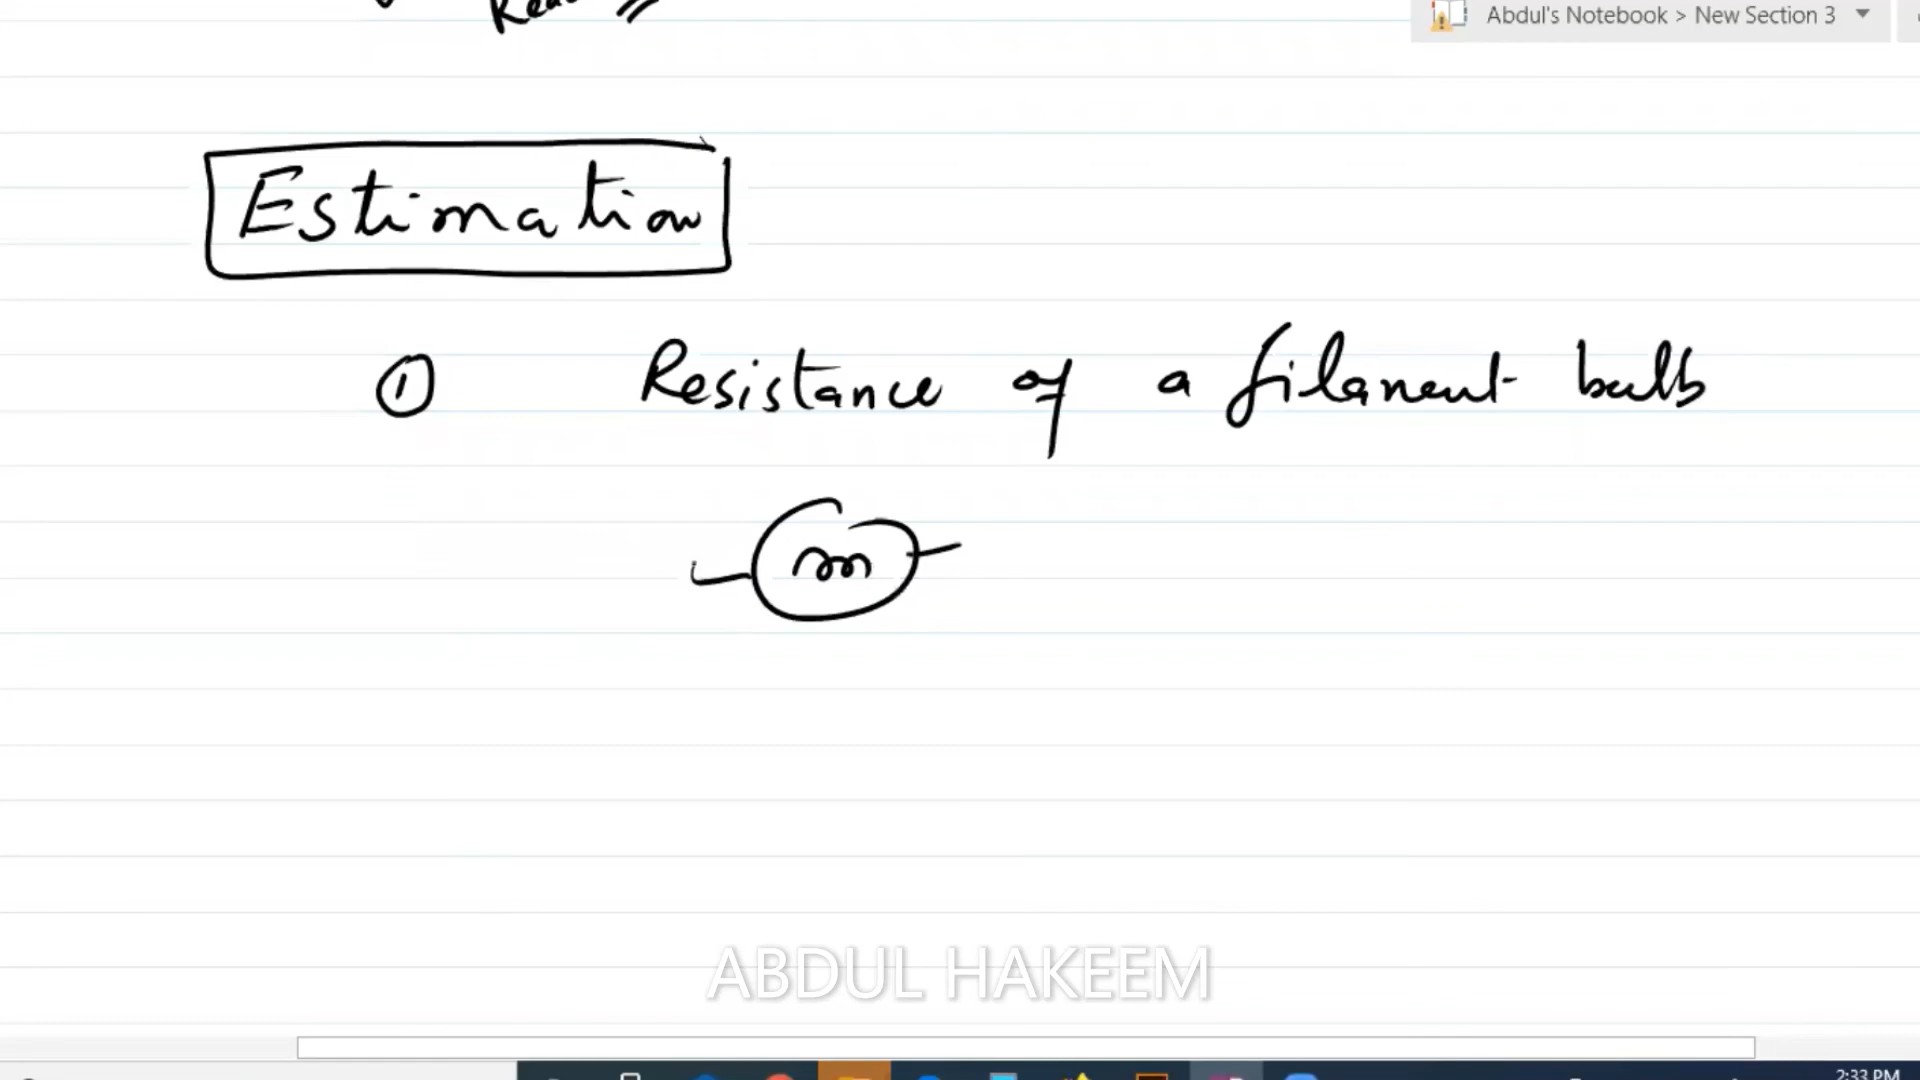 Abdul's Notebook > New Section 3
Estimation
① Resistance of a filament bulb
ABDUL HAKEEM
2:33 PM